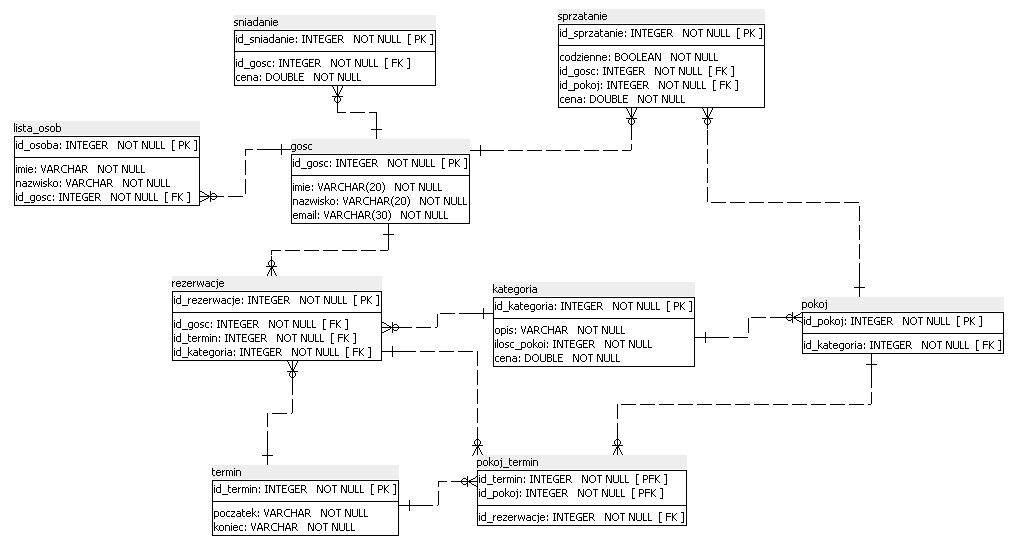 sniadanie
id_sniadanie: INTEGER NOT NULL [ PK ]
id_gosc: INTEGER NOT NULL [ FK ]
cena: DOUBLE NOT NULL
sprzatanie
id_sprzatanie: INTEGER NOT NULL [ PK ]
codzienne: BOOLEAN NOT NULL
id_gosc: INTEGER NOT NULL [ FK ]
id_pokoj: INTEGER NOT NULL [ FK ]
cena: DOUBLE NOT NULL
lista_osob
id_osoba: INTEGER NOT NULL [ PK ]
imie: VARCHAR NOT NULL
nazwisko: VARCHAR NOT NULL
id_gosc: INTEGER NOT NULL [ FK ]
gosc
id_gosc: INTEGER NOT NULL [ PK ]
imie: VARCHAR(20) NOT NULL
nazwisko: VARCHAR(20) NOT NULL
email: VARCHAR(30) NOT NULL
rezerwacje
id_rezerwacje: INTEGER NOT NULL [ PK ]
id_gosc: INTEGER NOT NULL [ FK ]
id_termin: INTEGER NOT NULL [ FK ]
id_kategoria: INTEGER NOT NULL [ FK ]
kategoria
id_kategoria: INTEGER NOT NULL [ PK ]
opis: VARCHAR NOT NULL
ilosc_pokoi: INTEGER NOT NULL
cena: DOUBLE NOT NULL
pokoj
id_pokoj: INTEGER NOT NULL [ PK ]
id_kategoria: INTEGER NOT NULL [ FK ]
termin
id_termin: INTEGER NOT NULL [ PK ]
poczatek: VARCHAR NOT NULL
koniec: VARCHAR NOT NULL
pokoj_termin
id_termin: INTEGER NOT NULL [ PFK ]
id_pokoj: INTEGER NOT NULL [ PFK ]
id_rezerwacje: INTEGER NOT NULL [ FK ]